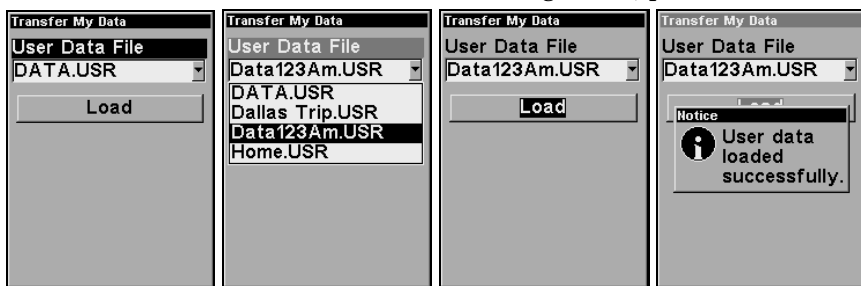 Transfer My Data
User Data File
DATA.USR
Load
Transfer My Data
User Data File
Data123Am.USR
DATA.USR
Dallas Trip.USR
Data123Am.USR
Home.USR
Transfer My Data
User Data File
Data123Am.USR
Load
Transfer My Data
User Data File
Data123Am.USR
Notice
User data
loaded
successfully.